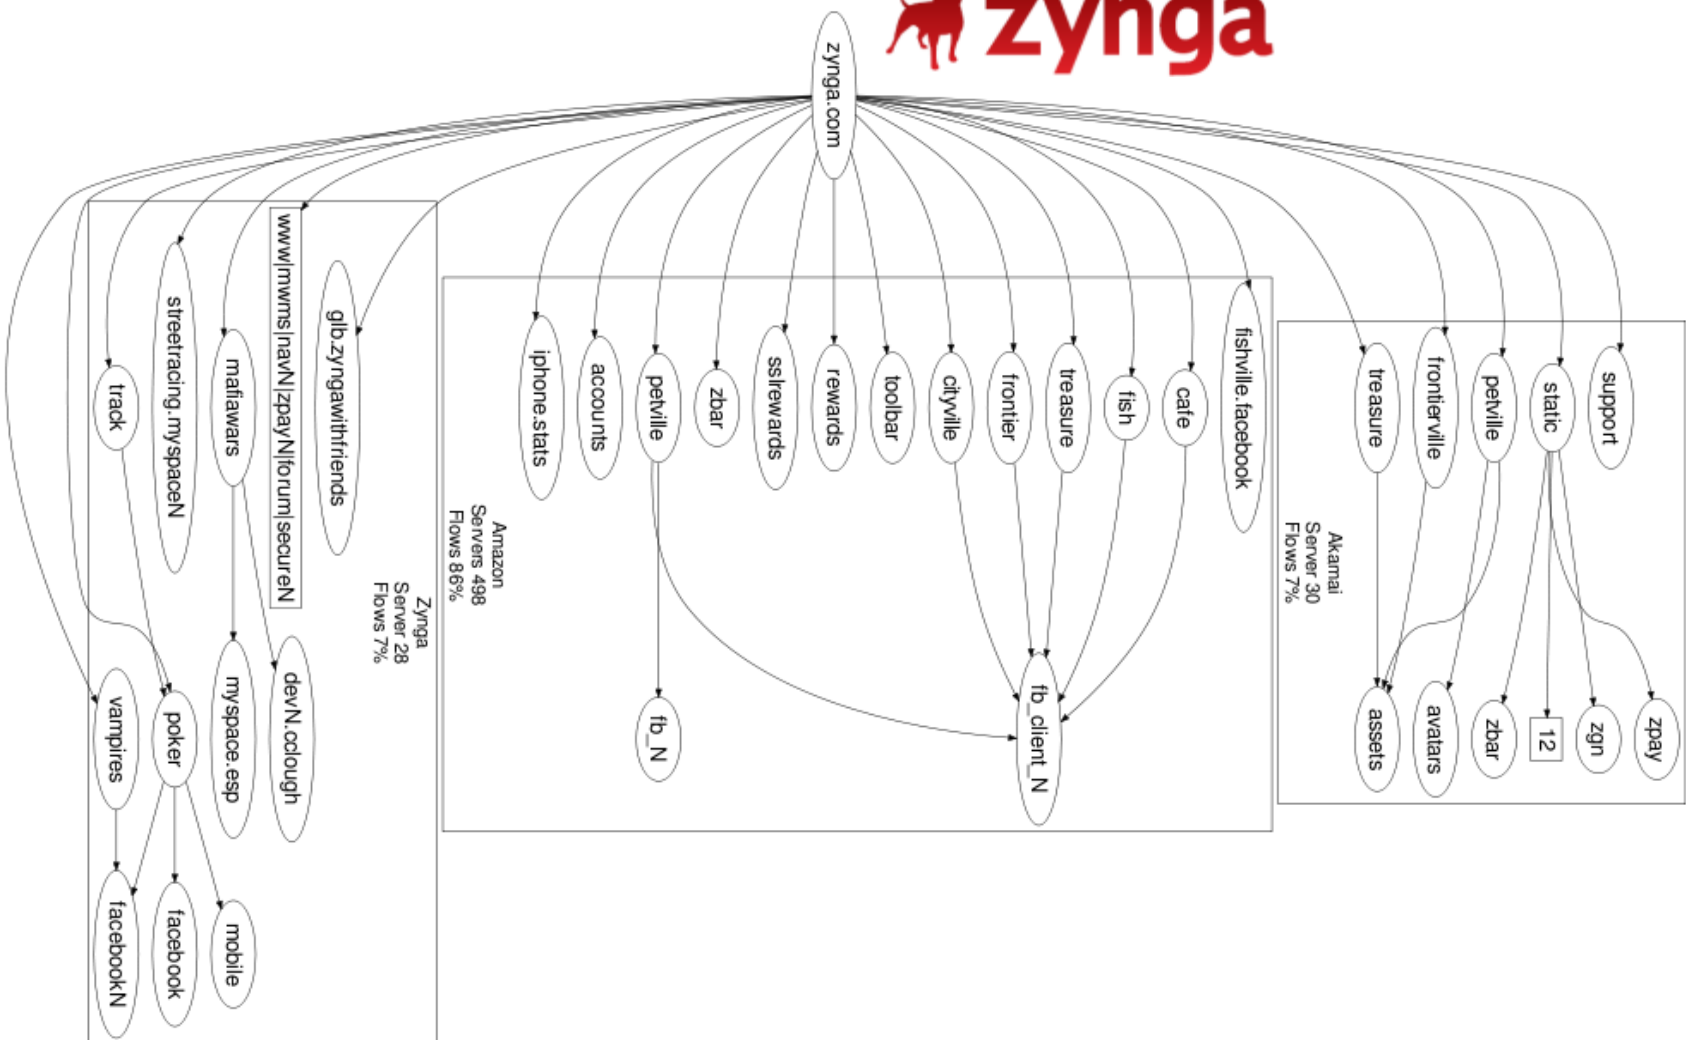 zynga
zynga.com
support
static
petville
frontierville
treasure
zpay
zgn
12
zbar
avatars
assets
Akamai
Server 30
Flows 7%
fishville.facebook
cafe
fish
treasure
frontier
cityville
toolbar
rewards
sslrewards
zbar
petville
accounts
iphone.stats
fb_client_N
fb_N
Amazon
Servers 498
Flows 86%
glb.zyngawithfriends
www|mwms|navN|zpayN|forum|secureN
mafiawars
streetracing.myspaceN
track
devN.cclough
myspace.esp
poker
vampires
mobile
facebook
facebookN
Zynga
Server 28
Flows 7%